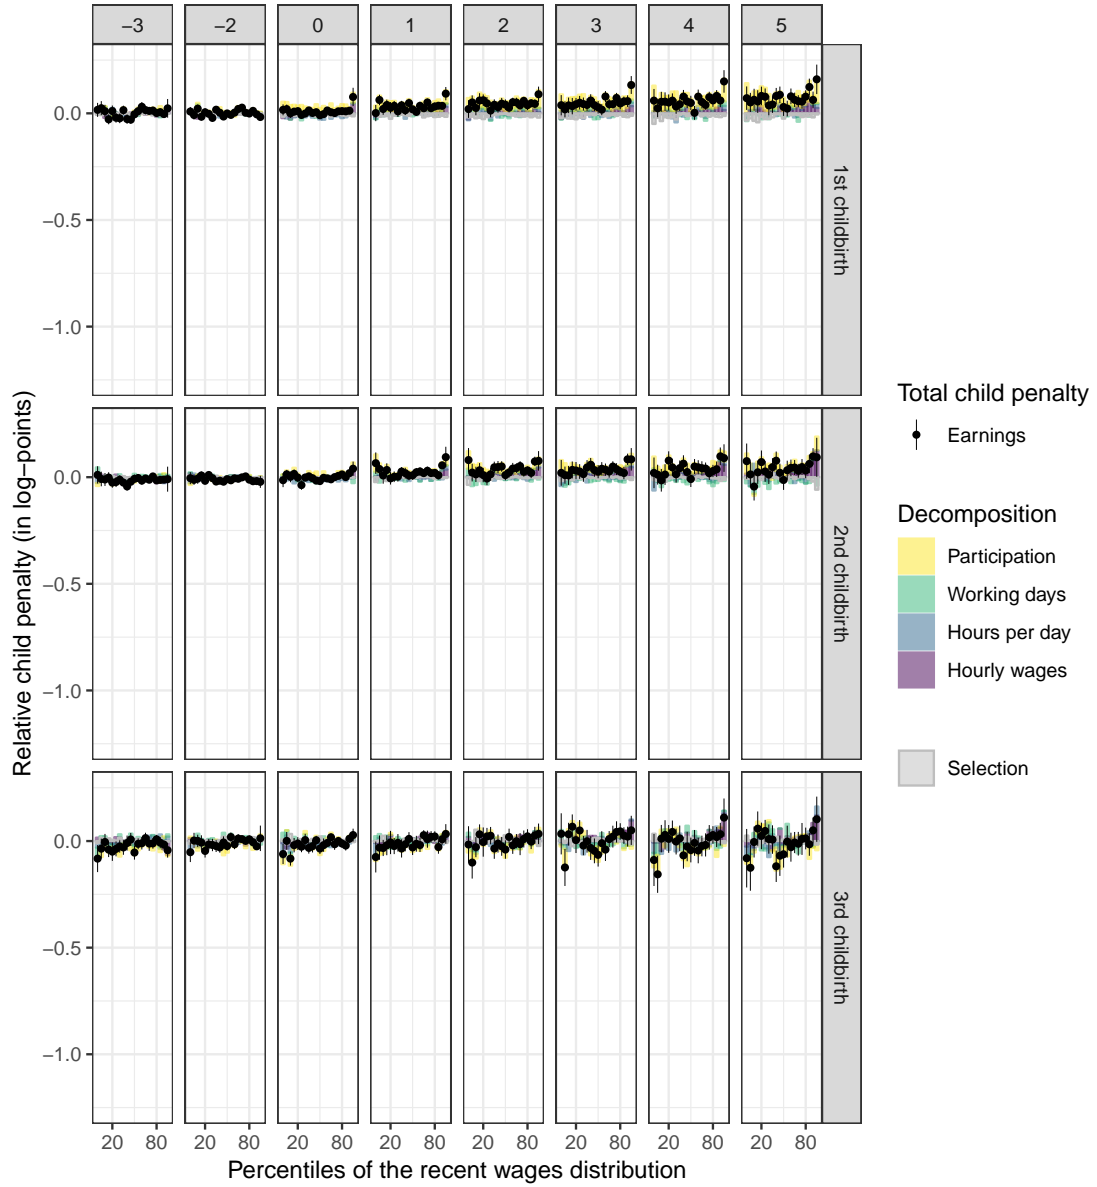 −3 −2 0 1 2 3 4 5
0.0
−0.5
−1.0
1st childbirth
0.0
−0.5
−1.0
2nd childbirth
0.0
−0.5
−1.0
3rd childbirth
20 80 20 80 20 80 20 80 20 80 20 80 20 80 20 80
Percentiles of the recent wages distribution
Relative child penalty (in log−points)
Total child penalty
Earnings
Decomposition
Participation
Working days
Hours per day
Hourly wages
Selection